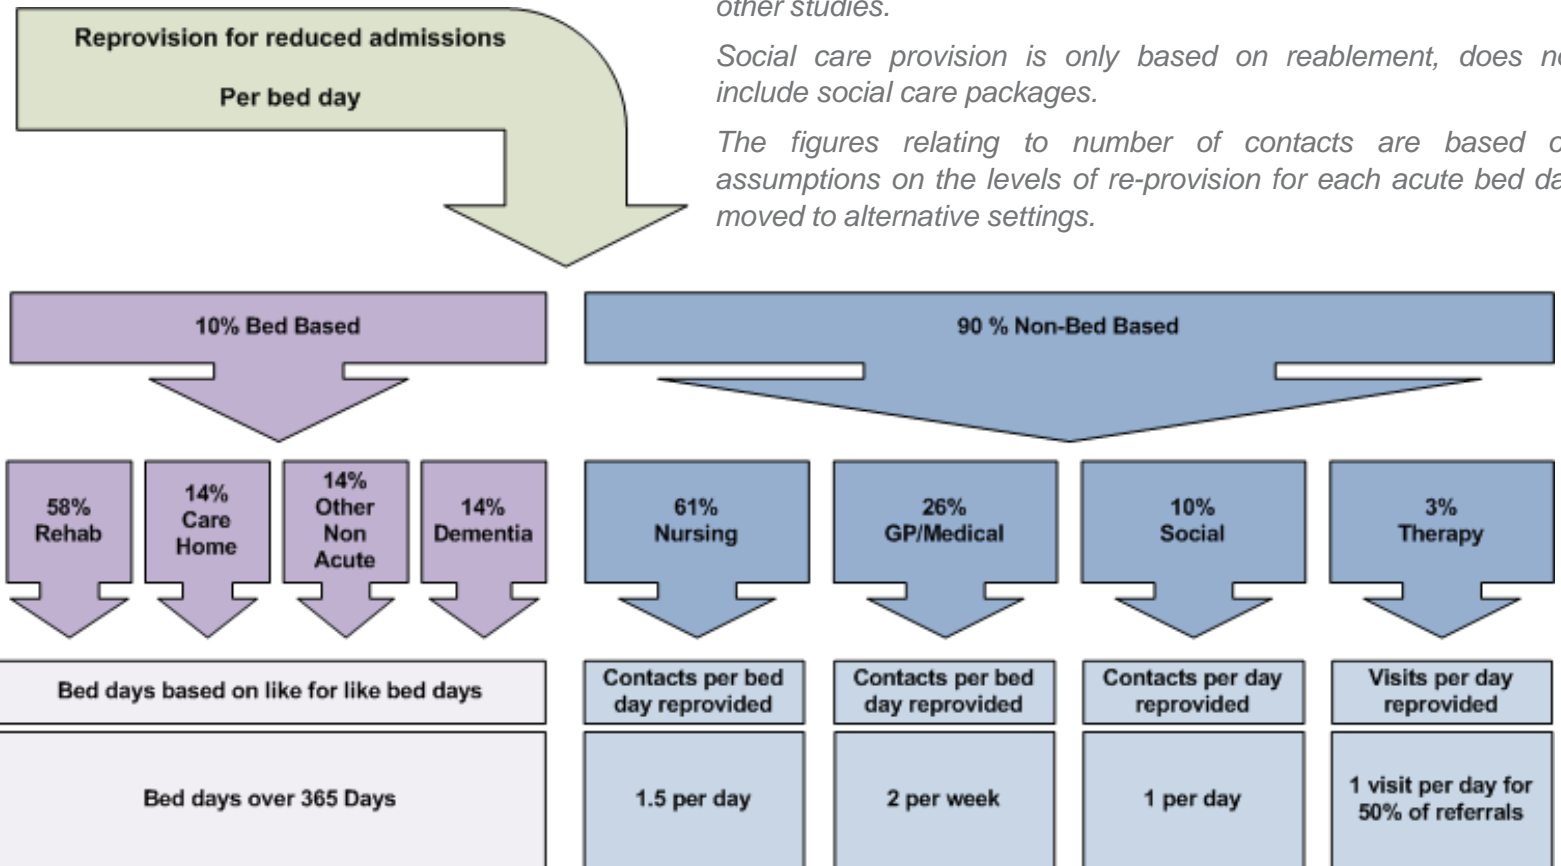 other studies.
Social care provision is only based on reablement, does
include social care packages.
The figures relating to number of contacts are based
assumptions on the levels of re-provision for each acute bed
moved to alternative settings.
Reprovision for reduced admissions
Per bed day
10% Bed Based
90 % Non-Bed Based
58%
Rehab
14%
Care
Home
14%
Other
Non
Acute
14%
Dementia
61%
Nursing
26%
GP/Medical
10%
Social
3%
Therapy
Bed days based on like for like bed days
Contacts per bed
day reprovided
Contacts per bed
day reprovided
Contacts per day
reprovided
Visits per day
reprovided
Bed days over 365 Days
1.5 per day
2 per week
1 per day
1 visit per day for
50% of referrals